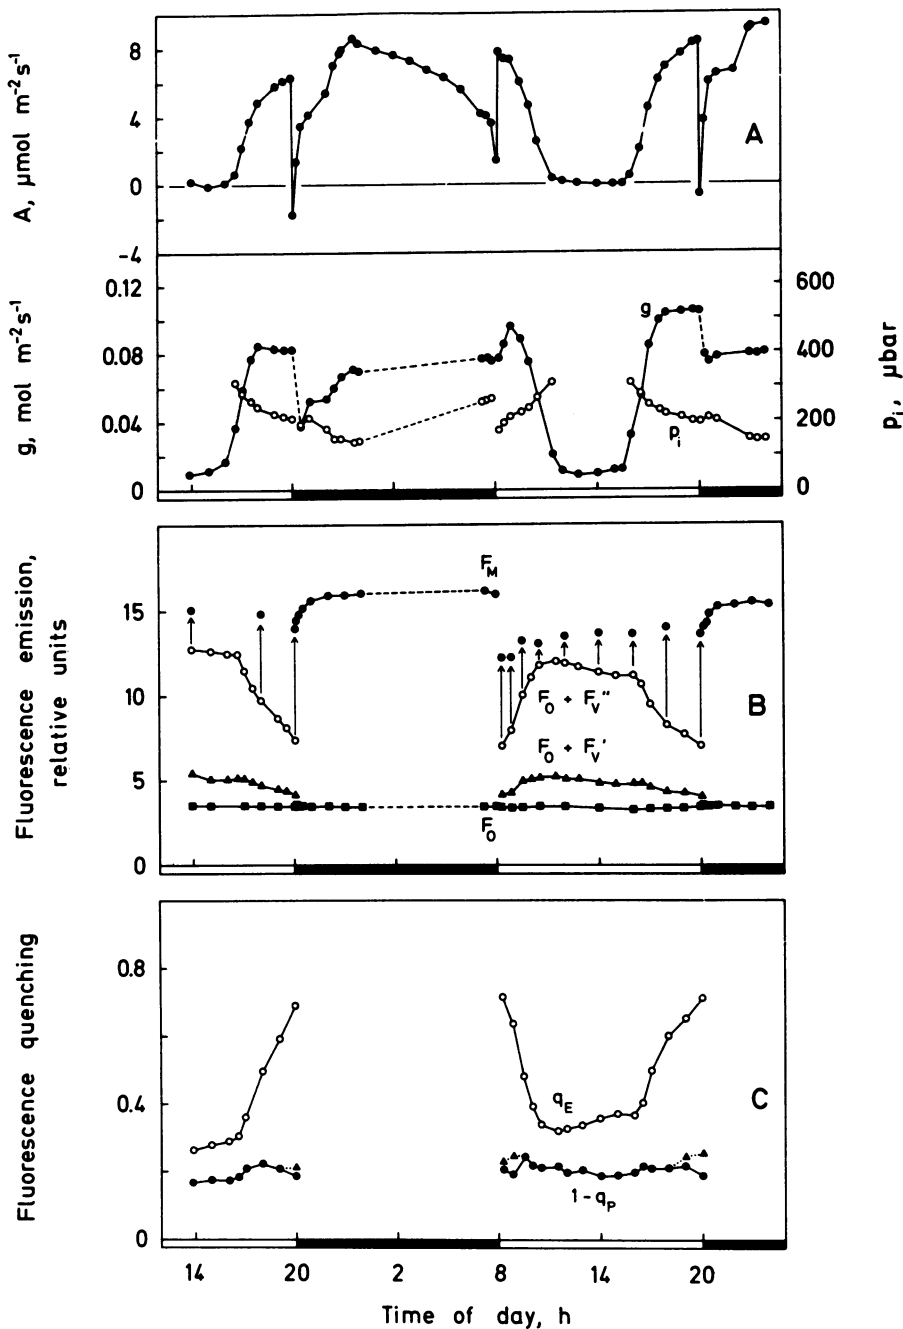 A, µmol m⁻²s⁻¹
8
4
0
-4
A
g, mol m⁻²s⁻¹
0.12
0.08
0.04
0
g
pᵢ
600
400
200
0
pᵢ, µbar
Fluorescence emission,
relative units
15
10
5
0
F_M
F_O + F_V''
F_O + F_V'
F_O
B
Fluorescence quenching
0.8
0.4
0
q_E
1-q_P
C
14 20 2 8 14 20
Time of day, h